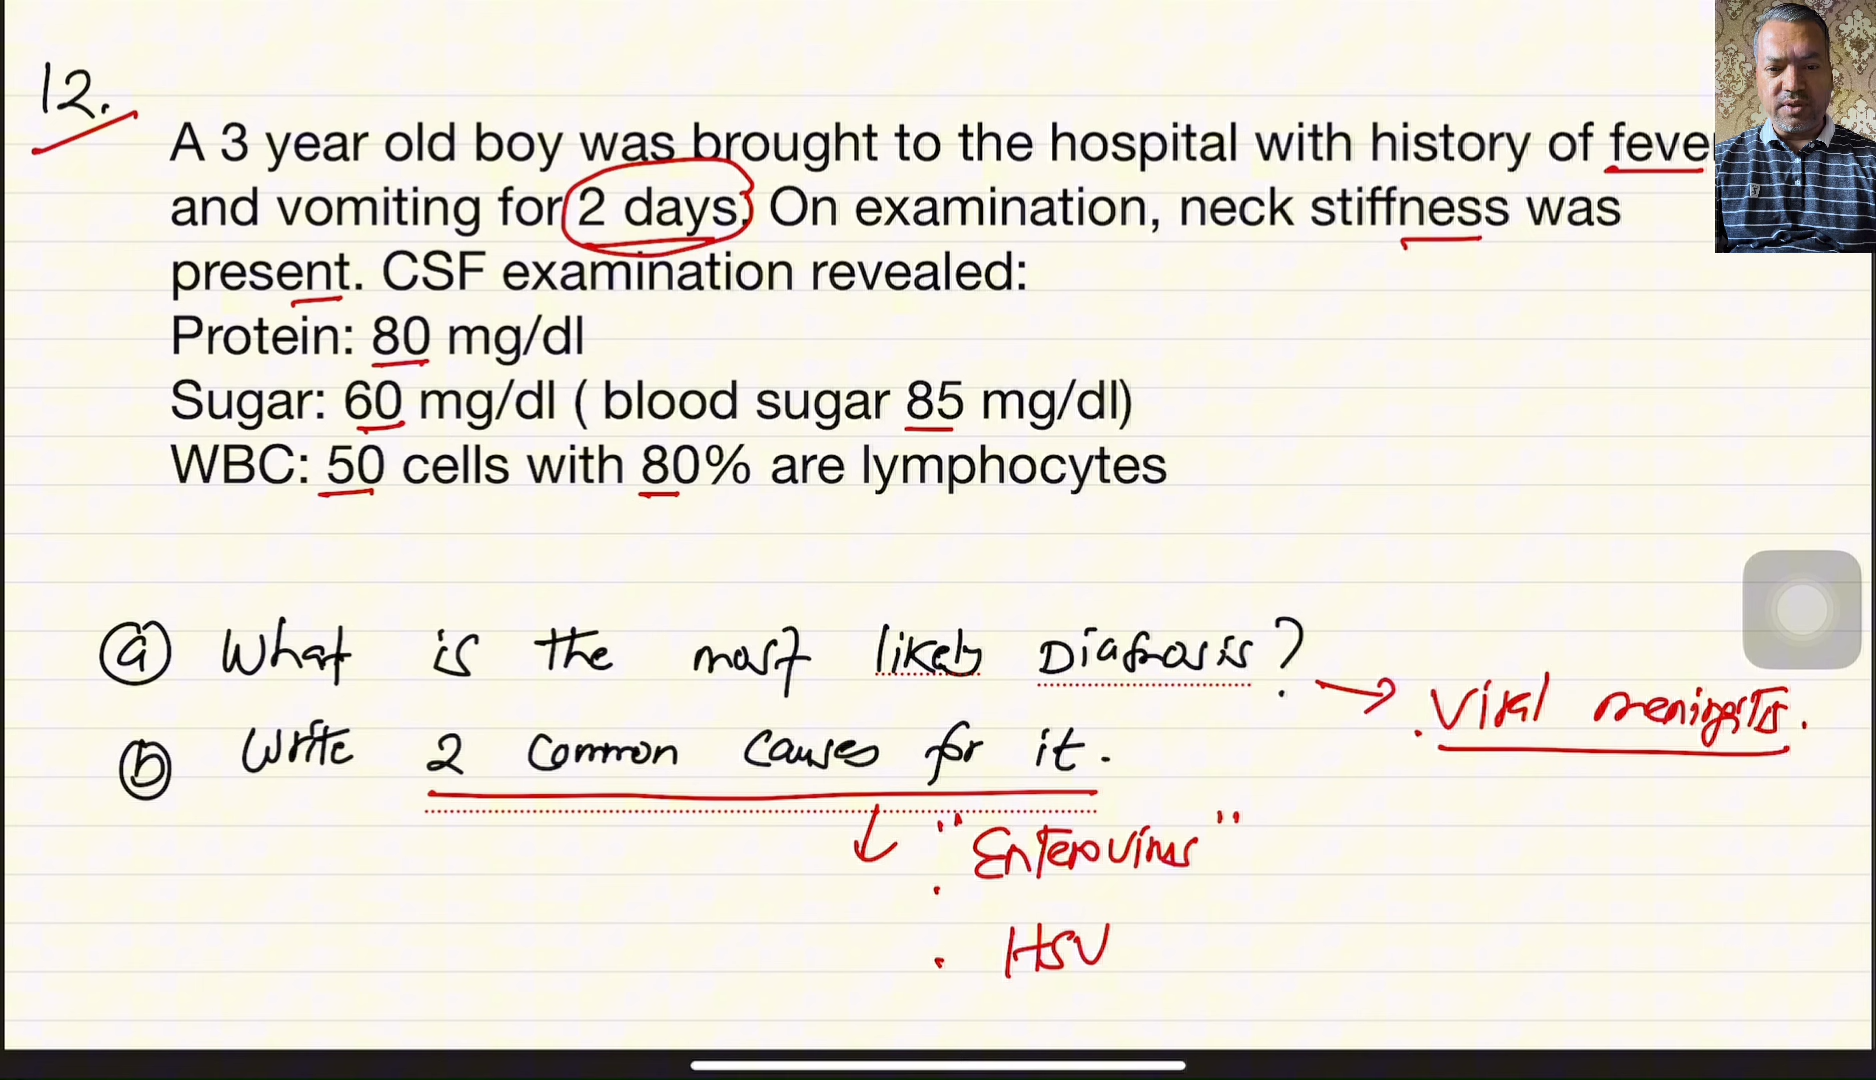 12.
A 3 year old boy was brought to the hospital with history of feve
and vomiting for 2 days. On examination, neck stiffness was
present. CSF examination revealed:
Protein: 80 mg/dl
Sugar: 60 mg/dl ( blood sugar 85 mg/dl)
WBC: 50 cells with 80% are lymphocytes
(a) What is the most likely Diagnosis?
→ Viral meningitis.
(b) Write 2 common causes for it.
↓ "Enterovirus"
. HSV